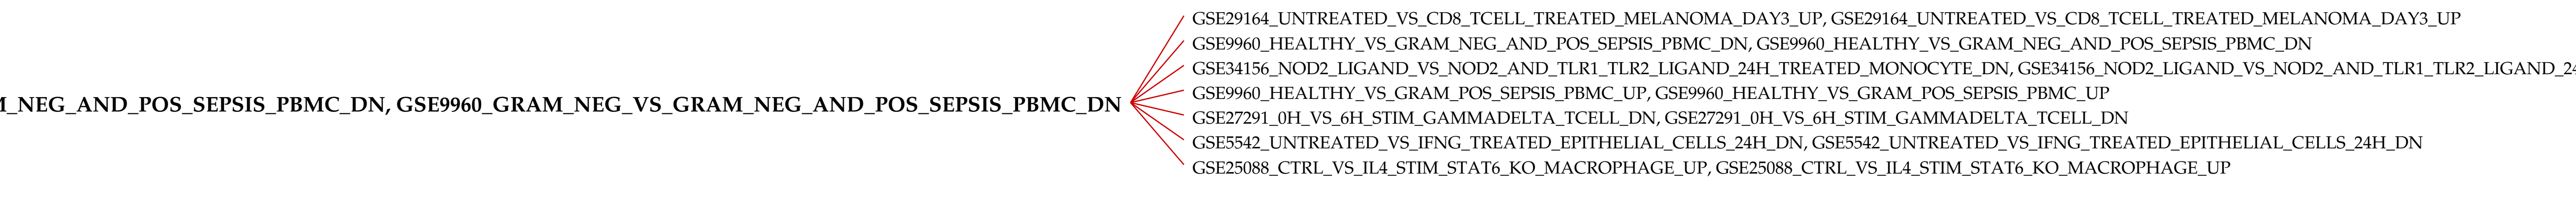 GSE29164_UNTREATED_VS_CD8_TCELL_TREATED_MELANOMA_DAY3_UP, GSE29164_UNTREATED_VS_CD8_TCELL_TREATED_MELANOMA_DAY3_UP
GSE9960_HEALTHY_VS_GRAM_NEG_AND_POS_SEPSIS_PBMC_DN, GSE9960_HEALTHY_VS_GRAM_NEG_AND_POS_SEPSIS_PBMC_DN
GSE34156_NOD2_LIGAND_VS_NOD2_AND_TLR1_TLR2_LIGAND_24H_TREATED_MONOCYTE_DN, GSE34156_NOD2_LIGAND_VS_NOD2_AND_TLR1_TLR2_LIGAND_24
GSE9960_HEALTHY_VS_GRAM_POS_SEPSIS_PBMC_UP, GSE9960_HEALTHY_VS_GRAM_POS_SEPSIS_PBMC_UP
M_NEG_AND_POS_SEPSIS_PBMC_DN, GSE9960_GRAM_NEG_VS_GRAM_NEG_AND_POS_SEPSIS_PBMC_DN
GSE27291_0H_VS_6H_STIM_GAMMADELTA_TCELL_DN, GSE27291_0H_VS_6H_STIM_GAMMADELTA_TCELL_DN
GSE5542_UNTREATED_VS_IFNG_TREATED_EPITHELIAL_CELLS_24H_DN, GSE5542_UNTREATED_VS_IFNG_TREATED_EPITHELIAL_CELLS_24H_DN
GSE25088_CTRL_VS_IL4_STIM_STAT6_KO_MACROPHAGE_UP, GSE25088_CTRL_VS_IL4_STIM_STAT6_KO_MACROPHAGE_UP